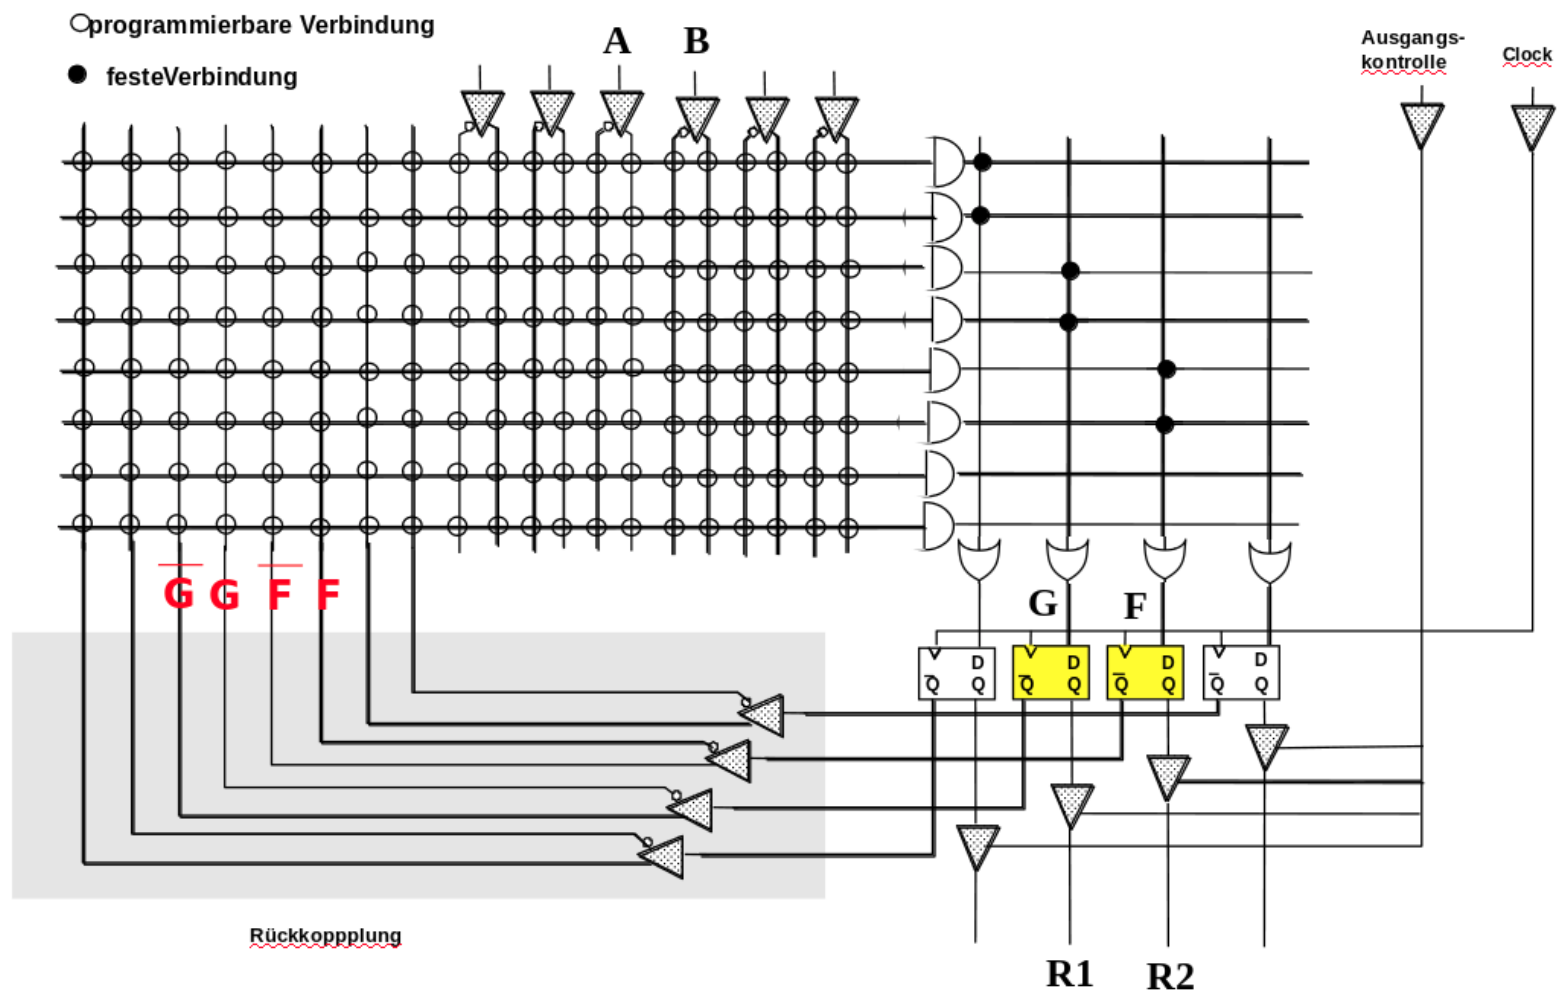 programmierbare Verbindung
festeVerbindung
A B
Ausgangs-
kontrolle
Clock
G G F F
G F
D D D D
Q Q Q Q Q Q Q Q
Rückkoppplung
R1 R2